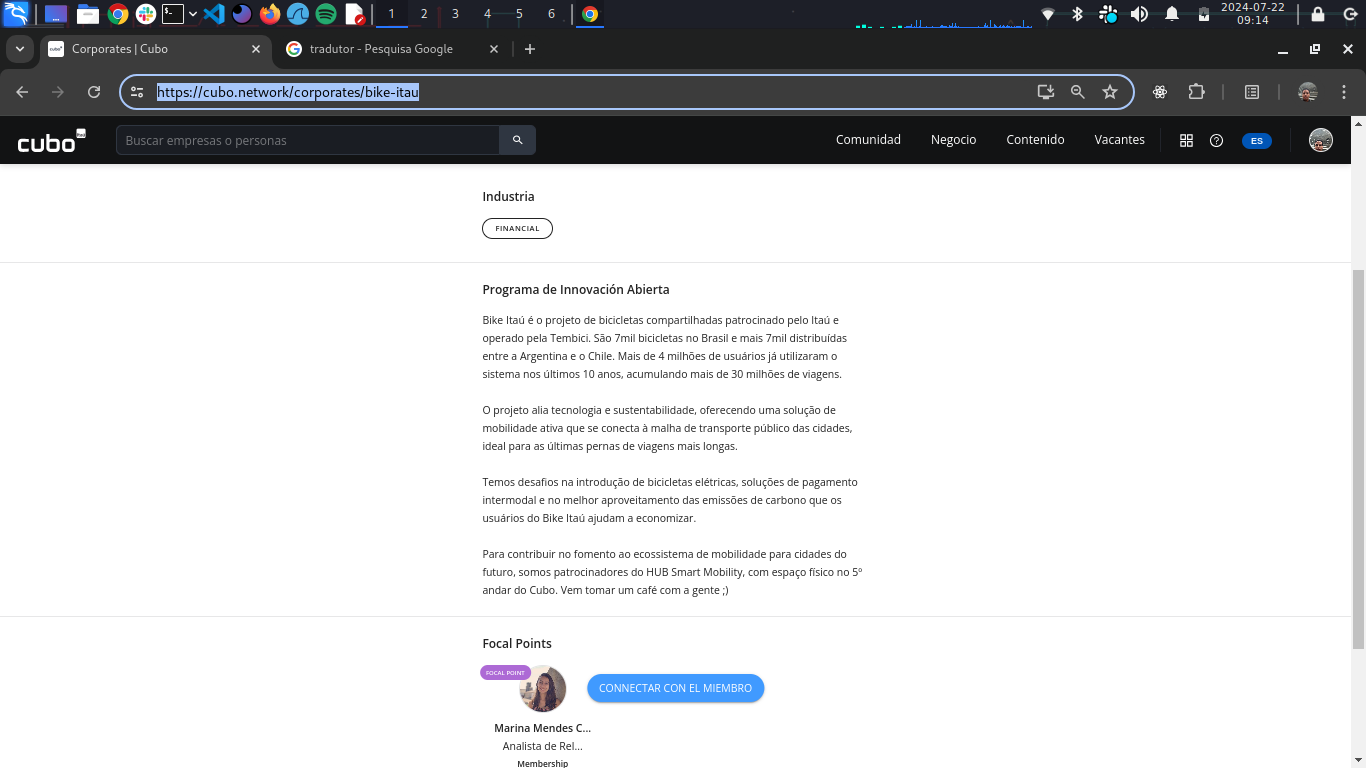 1 2 3 4 5 6
2024-07-22
09:14
Corporates | Cubo
tradutor - Pesquisa Google
https://cubo.network/corporates/bike-itau
cubo
Buscar empresas o personas
Comunidad
Negocio
Contenido
Vacantes
ES
Industria
FINANCIAL
Programa de Innovación Abierta
Bike Itaú é o projeto de bicicletas compartilhadas patrocinado pelo Itaú e
operado pela Tembici. São 7mil bicicletas no Brasil e mais 7mil distribuídas
entre a Argentina e o Chile. Mais de 4 milhões de usuários já utilizaram o
sistema nos últimos 10 anos, acumulando mais de 30 milhões de viagens.
O projeto alia tecnologia e sustentabilidade, oferecendo uma solução de
mobilidade ativa que se conecta à malha de transporte público das cidades,
ideal para as últimas pernas de viagens mais longas.
Temos desafios na introdução de bicicletas elétricas, soluções de pagamento
intermodal e no melhor aproveitamento das emissões de carbono que os
usuários do Bike Itaú ajudam a economizar.
Para contribuir no fomento ao ecossistema de mobilidade para cidades do
futuro, somos patrocinadores do HUB Smart Mobility, com espaço físico no 5º
andar do Cubo. Vem tomar um café com a gente ;)
Focal Points
FOCAL POINT
CONNECTAR CON EL MIEMBRO
Marina Mendes C...
Analista de Rel...
Membership